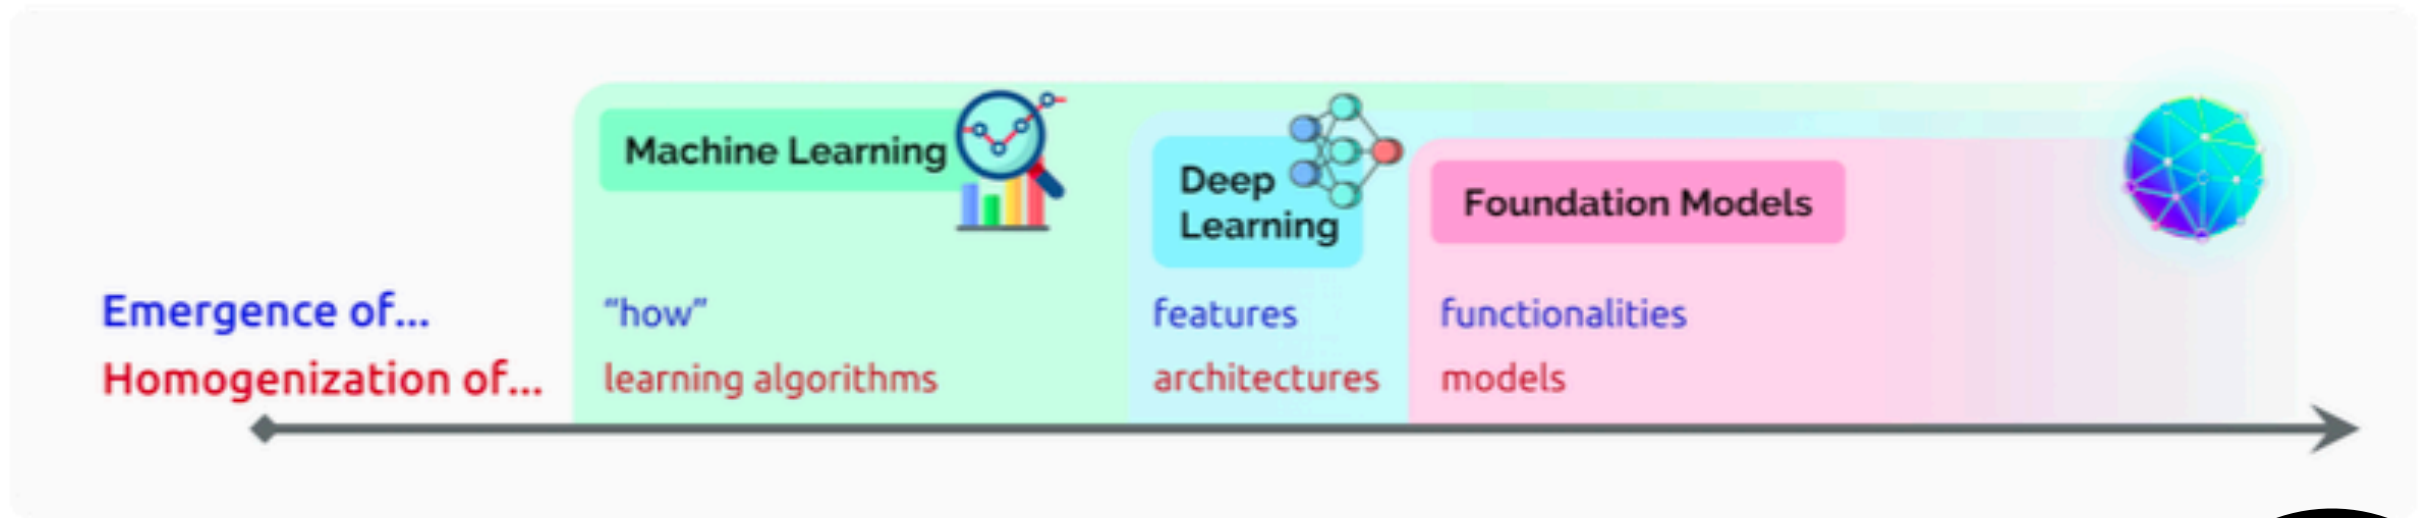 Machine Learning
Deep
Learning
Foundation Models
Emergence of...
“how”
features
functionalities
Homogenization of...
learning algorithms
architectures
models